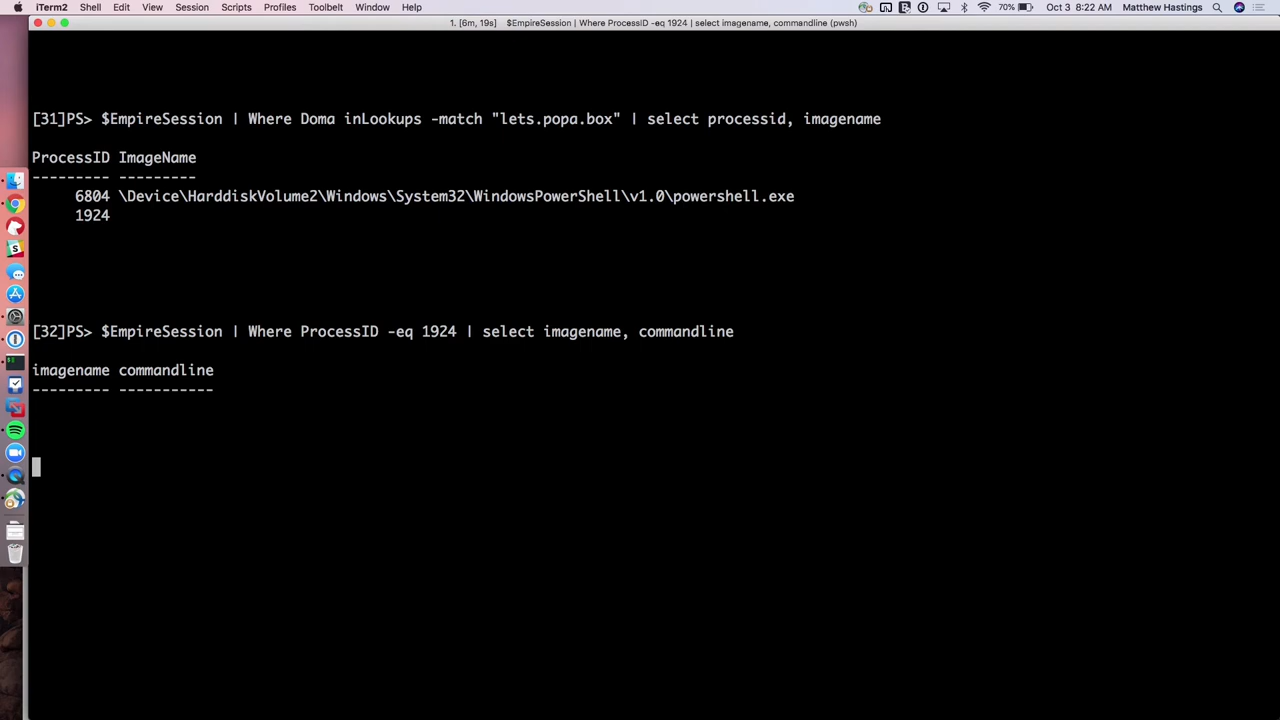 iTerm2 Shell Edit View Session Scripts Profiles Toolbelt Window Help 70% Oct 3 8:22 AM Matthew Hastings
1. [6m, 19s] $EmpireSession | Where ProcessID -eq 1924 | select imagename, commandline (pwsh)
[31]PS> $EmpireSession | Where Doma inLookups -match "lets.popa.box" | select processid, imagename
ProcessID ImageName
--------- ---------
6804 \Device\HarddiskVolume2\Windows\System32\WindowsPowerShell\v1.0\powershell.exe
1924
[32]PS> $EmpireSession | Where ProcessID -eq 1924 | select imagename, commandline
imagename commandline
--------- -----------